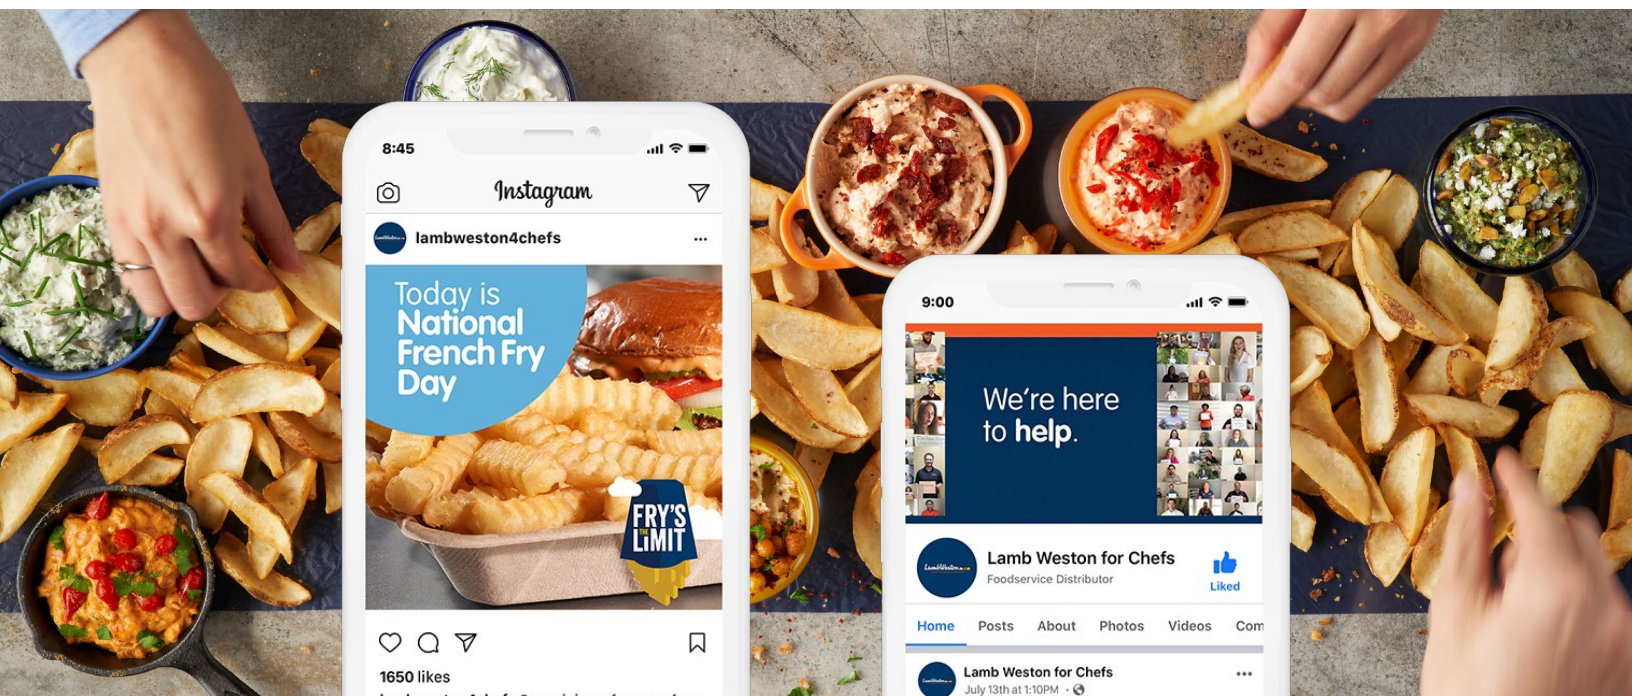 8:45
Instagram
lambweston4chefs
Today is
National
French Fry
Day
FRY'S
THE
LIMIT
1650 likes
9:00
We're here
to help.
LambWeston
Lamb Weston for Chefs
Foodservice Distributor
Liked
Home Posts About Photos Videos Com
Lamb Weston for Chefs
July 13th at 1:10PM